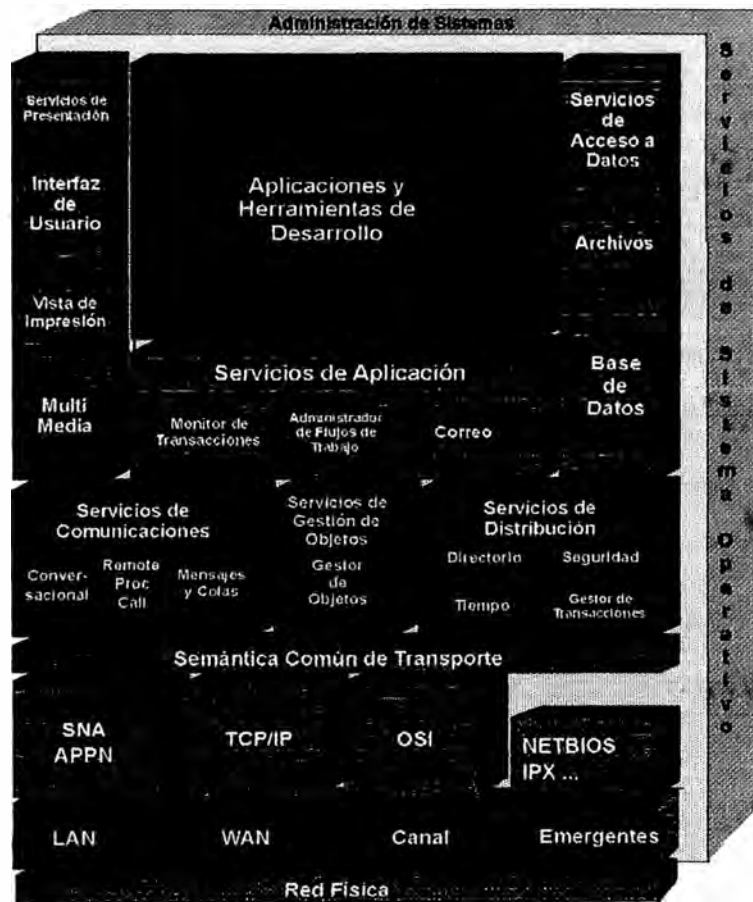 Administración de Sistemas
Servicios de Sistema Operativo
Servicios de
Presentación
Interfaz
de
Usuario
Vista de
Impresión
Multi
Media
Aplicaciones y
Herramientas de
Desarrollo
Servicios
de
Acceso a
Datos
Archivos
Base
de
Datos
Servicios de Aplicación
Monitor de
Transacciones
Administrador
de Flujos de
Trabajo
Correo
Servicios de
Comunicaciones
Conver-
sacional
Remote
Proc
Call
Mensajes
y Colas
Servicios de
Gestión de
Objetos
Gestor
de
Objetos
Servicios de
Distribución
Directorio
Seguridad
Tiempo
Gestor de
Transacciones
Semántica Común de Transporte
SNA
APPN
TCP/IP
OSI
NETBIOS
IPX ...
LAN
WAN
Canal
Emergentes
Red Física